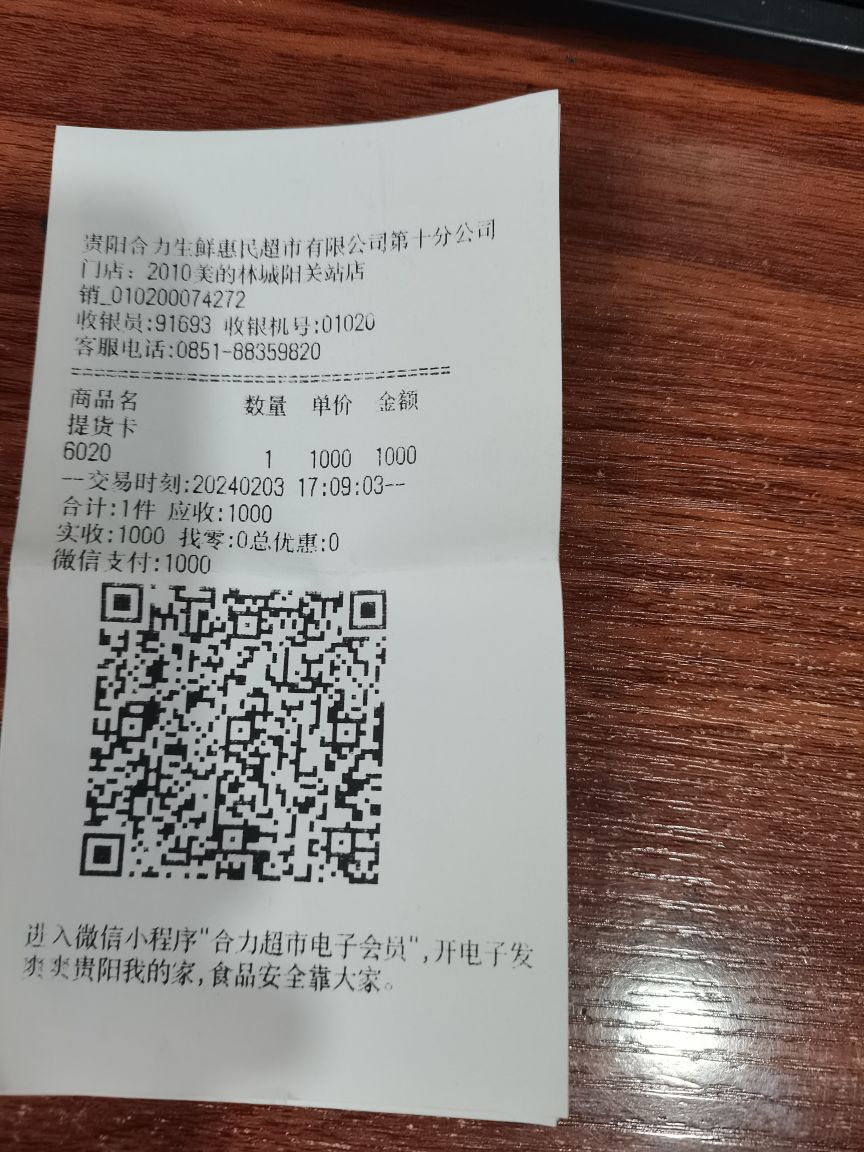 贵阳合力生鲜惠民超市有限公司第十分公司
门店：2010美的林城阳关站店
销_010200074272
收银员:91693 收银机号:01020
客服电话:0851-88359820
==============================================
商品名 数量 单价 金额
提货卡
6020 1 1000 1000
--交易时刻:20240203 17:09:03--
合计:1件 应收:1000
实收:1000 找零:0总优惠:0
微信支付:1000
进入微信小程序"合力超市电子会员",开电子发
爽爽贵阳我的家,食品安全靠大家。